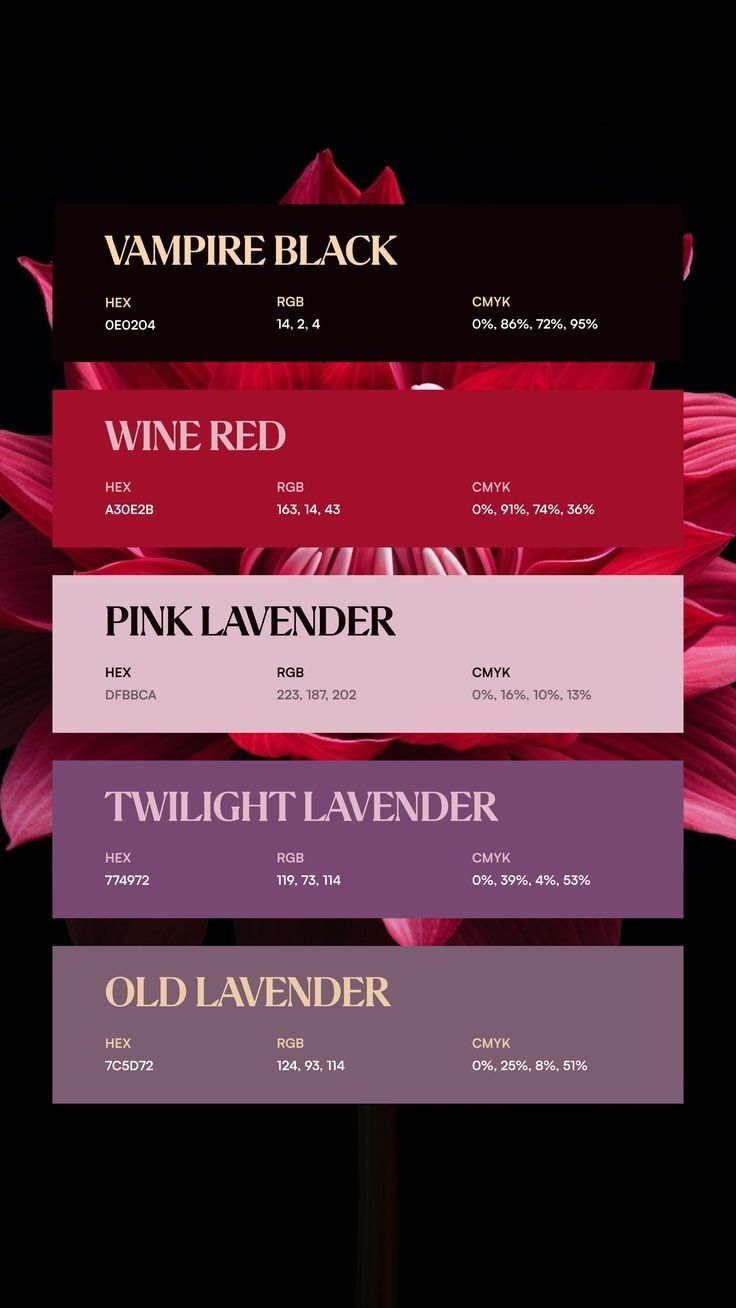 VAMPIRE BLACK
HEX RGB CMYK
0E0204 14, 2, 4 0%, 86%, 72%, 95%
WINE RED
HEX RGB CMYK
A30E2B 163, 14, 43 0%, 91%, 74%, 36%
PINK LAVENDER
HEX RGB CMYK
DFBBCA 223, 187, 202 0%, 16%, 10%, 13%
TWILIGHT LAVENDER
HEX RGB CMYK
774972 119, 73, 114 0%, 39%, 4%, 53%
OLD LAVENDER
HEX RGB CMYK
7C5D72 124, 93, 114 0%, 25%, 8%, 51%